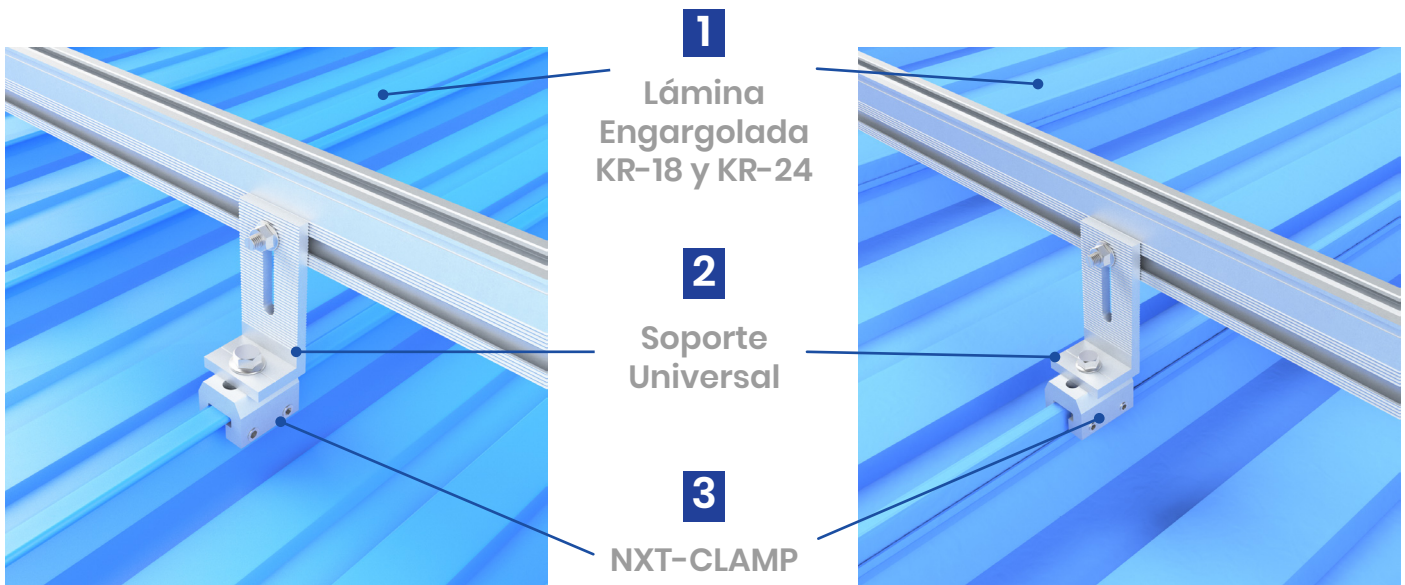 1
Lámina
Engargolada
KR-18 y KR-24
2
Soporte
Universal
3
NXT-CLAMP